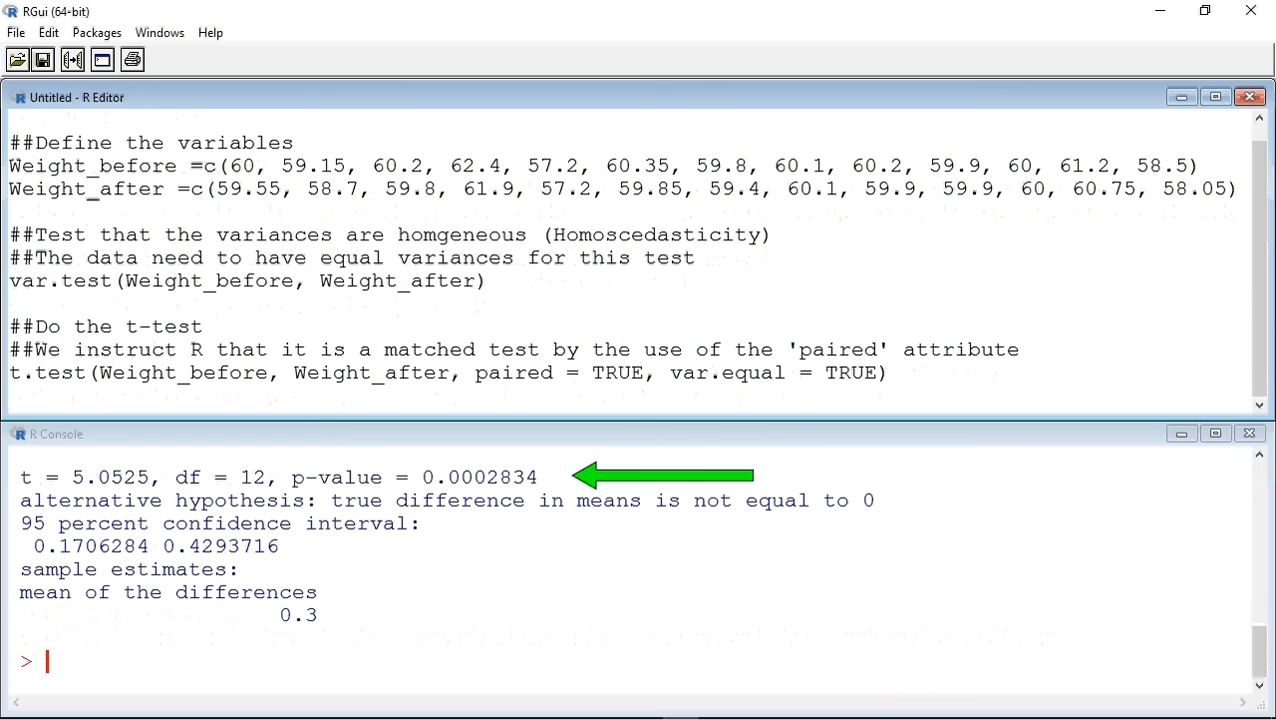 RGui (64-bit)
File Edit Packages Windows Help
Untitled - R Editor
##Define the variables
Weight_before =c(60, 59.15, 60.2, 62.4, 57.2, 60.35, 59.8, 60.1, 60.2, 59.9, 60, 61.2, 58.5)
Weight_after =c(59.55, 58.7, 59.8, 61.9, 57.2, 59.85, 59.4, 60.1, 59.9, 59.9, 60, 60.75, 58.05)
##Test that the variances are homgeneous (Homoscedasticity)
##The data need to have equal variances for this test
var.test(Weight_before, Weight_after)
##Do the t-test
##We instruct R that it is a matched test by the use of the 'paired' attribute
t.test(Weight_before, Weight_after, paired = TRUE, var.equal = TRUE)
R Console
t = 5.0525, df = 12, p-value = 0.0002834
alternative hypothesis: true difference in means is not equal to 0
95 percent confidence interval:
0.1706284 0.4293716
sample estimates:
mean of the differences
0.3
>